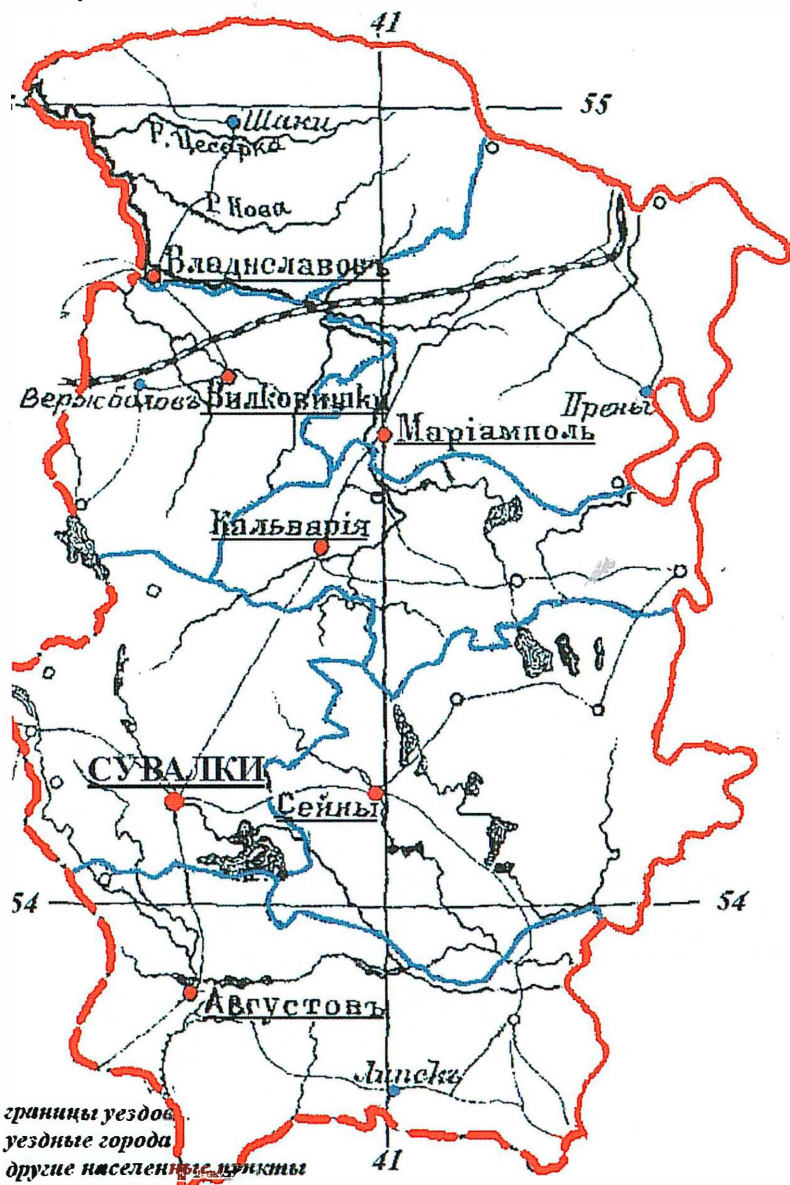 41
55
Шаки
Р. Цесарка
Р. Нова
Владиславовъ
Вержболовъ
Вилковишки
Прены
Маріамполь
Кальварія
СУВАЛКИ
Сейны
54
54
Августовъ
Липскъ
границы уездов
уездные города
другие населенные пункты
41